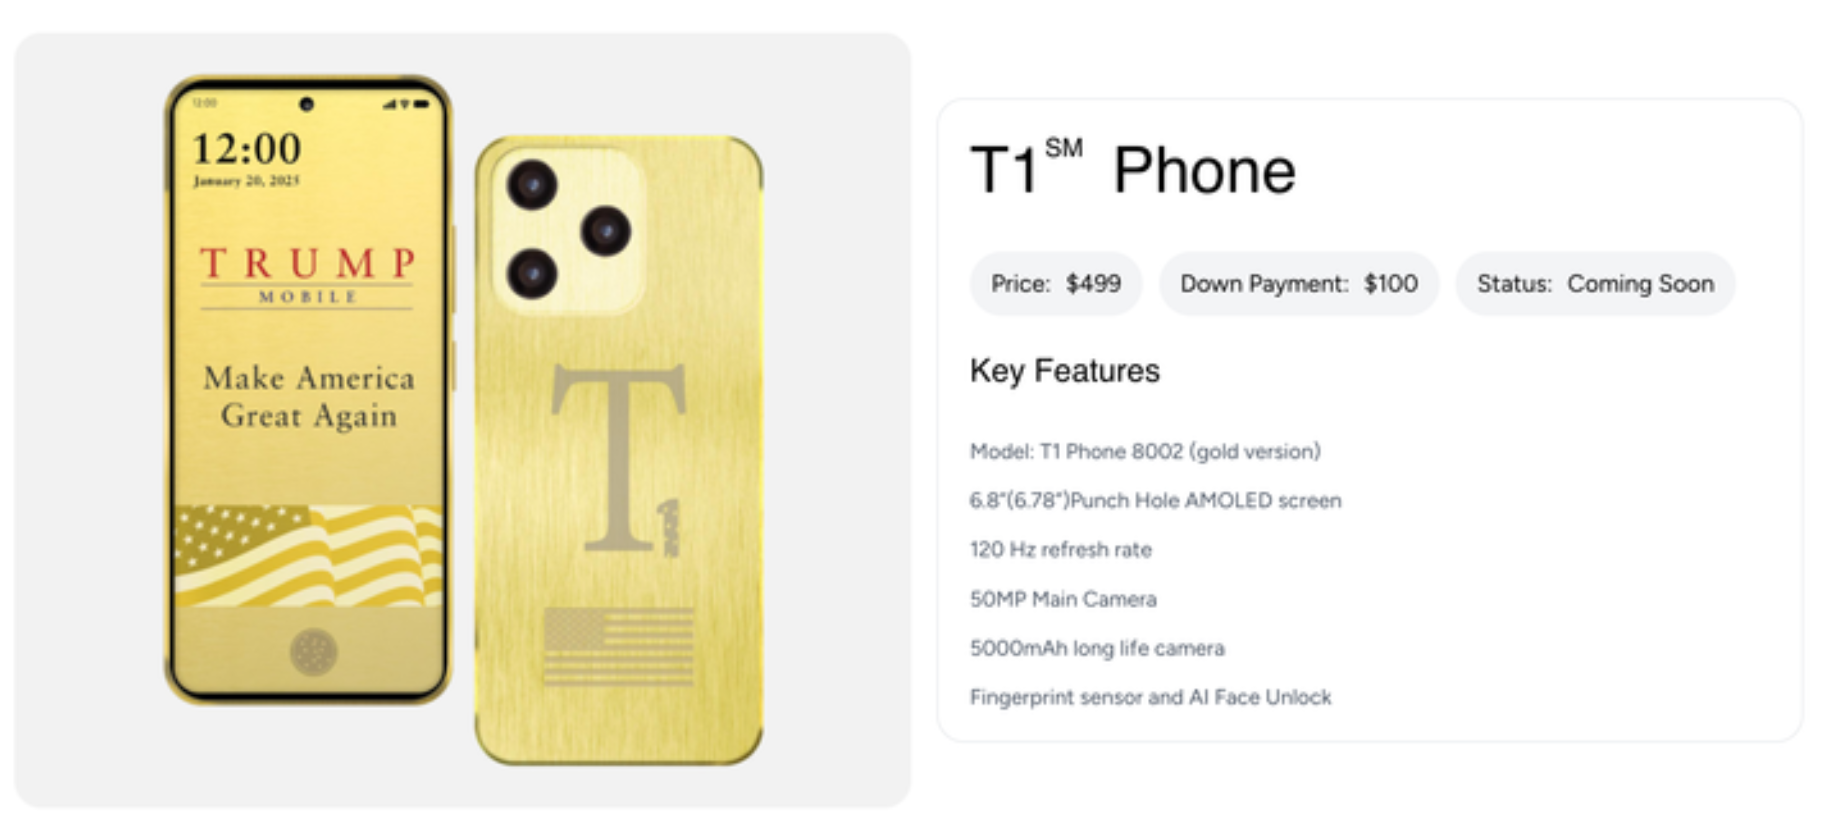 12:00
12:00
January 20, 2025
TRUMP
MOBILE
Make America
Great Again
T1
T1℠ Phone
Price: $499
Down Payment: $100
Status: Coming Soon
Key Features
Model: T1 Phone 8002 (gold version)
6.8"(6.78")Punch Hole AMOLED screen
120 Hz refresh rate
50MP Main Camera
5000mAh long life camera
Fingerprint sensor and AI Face Unlock